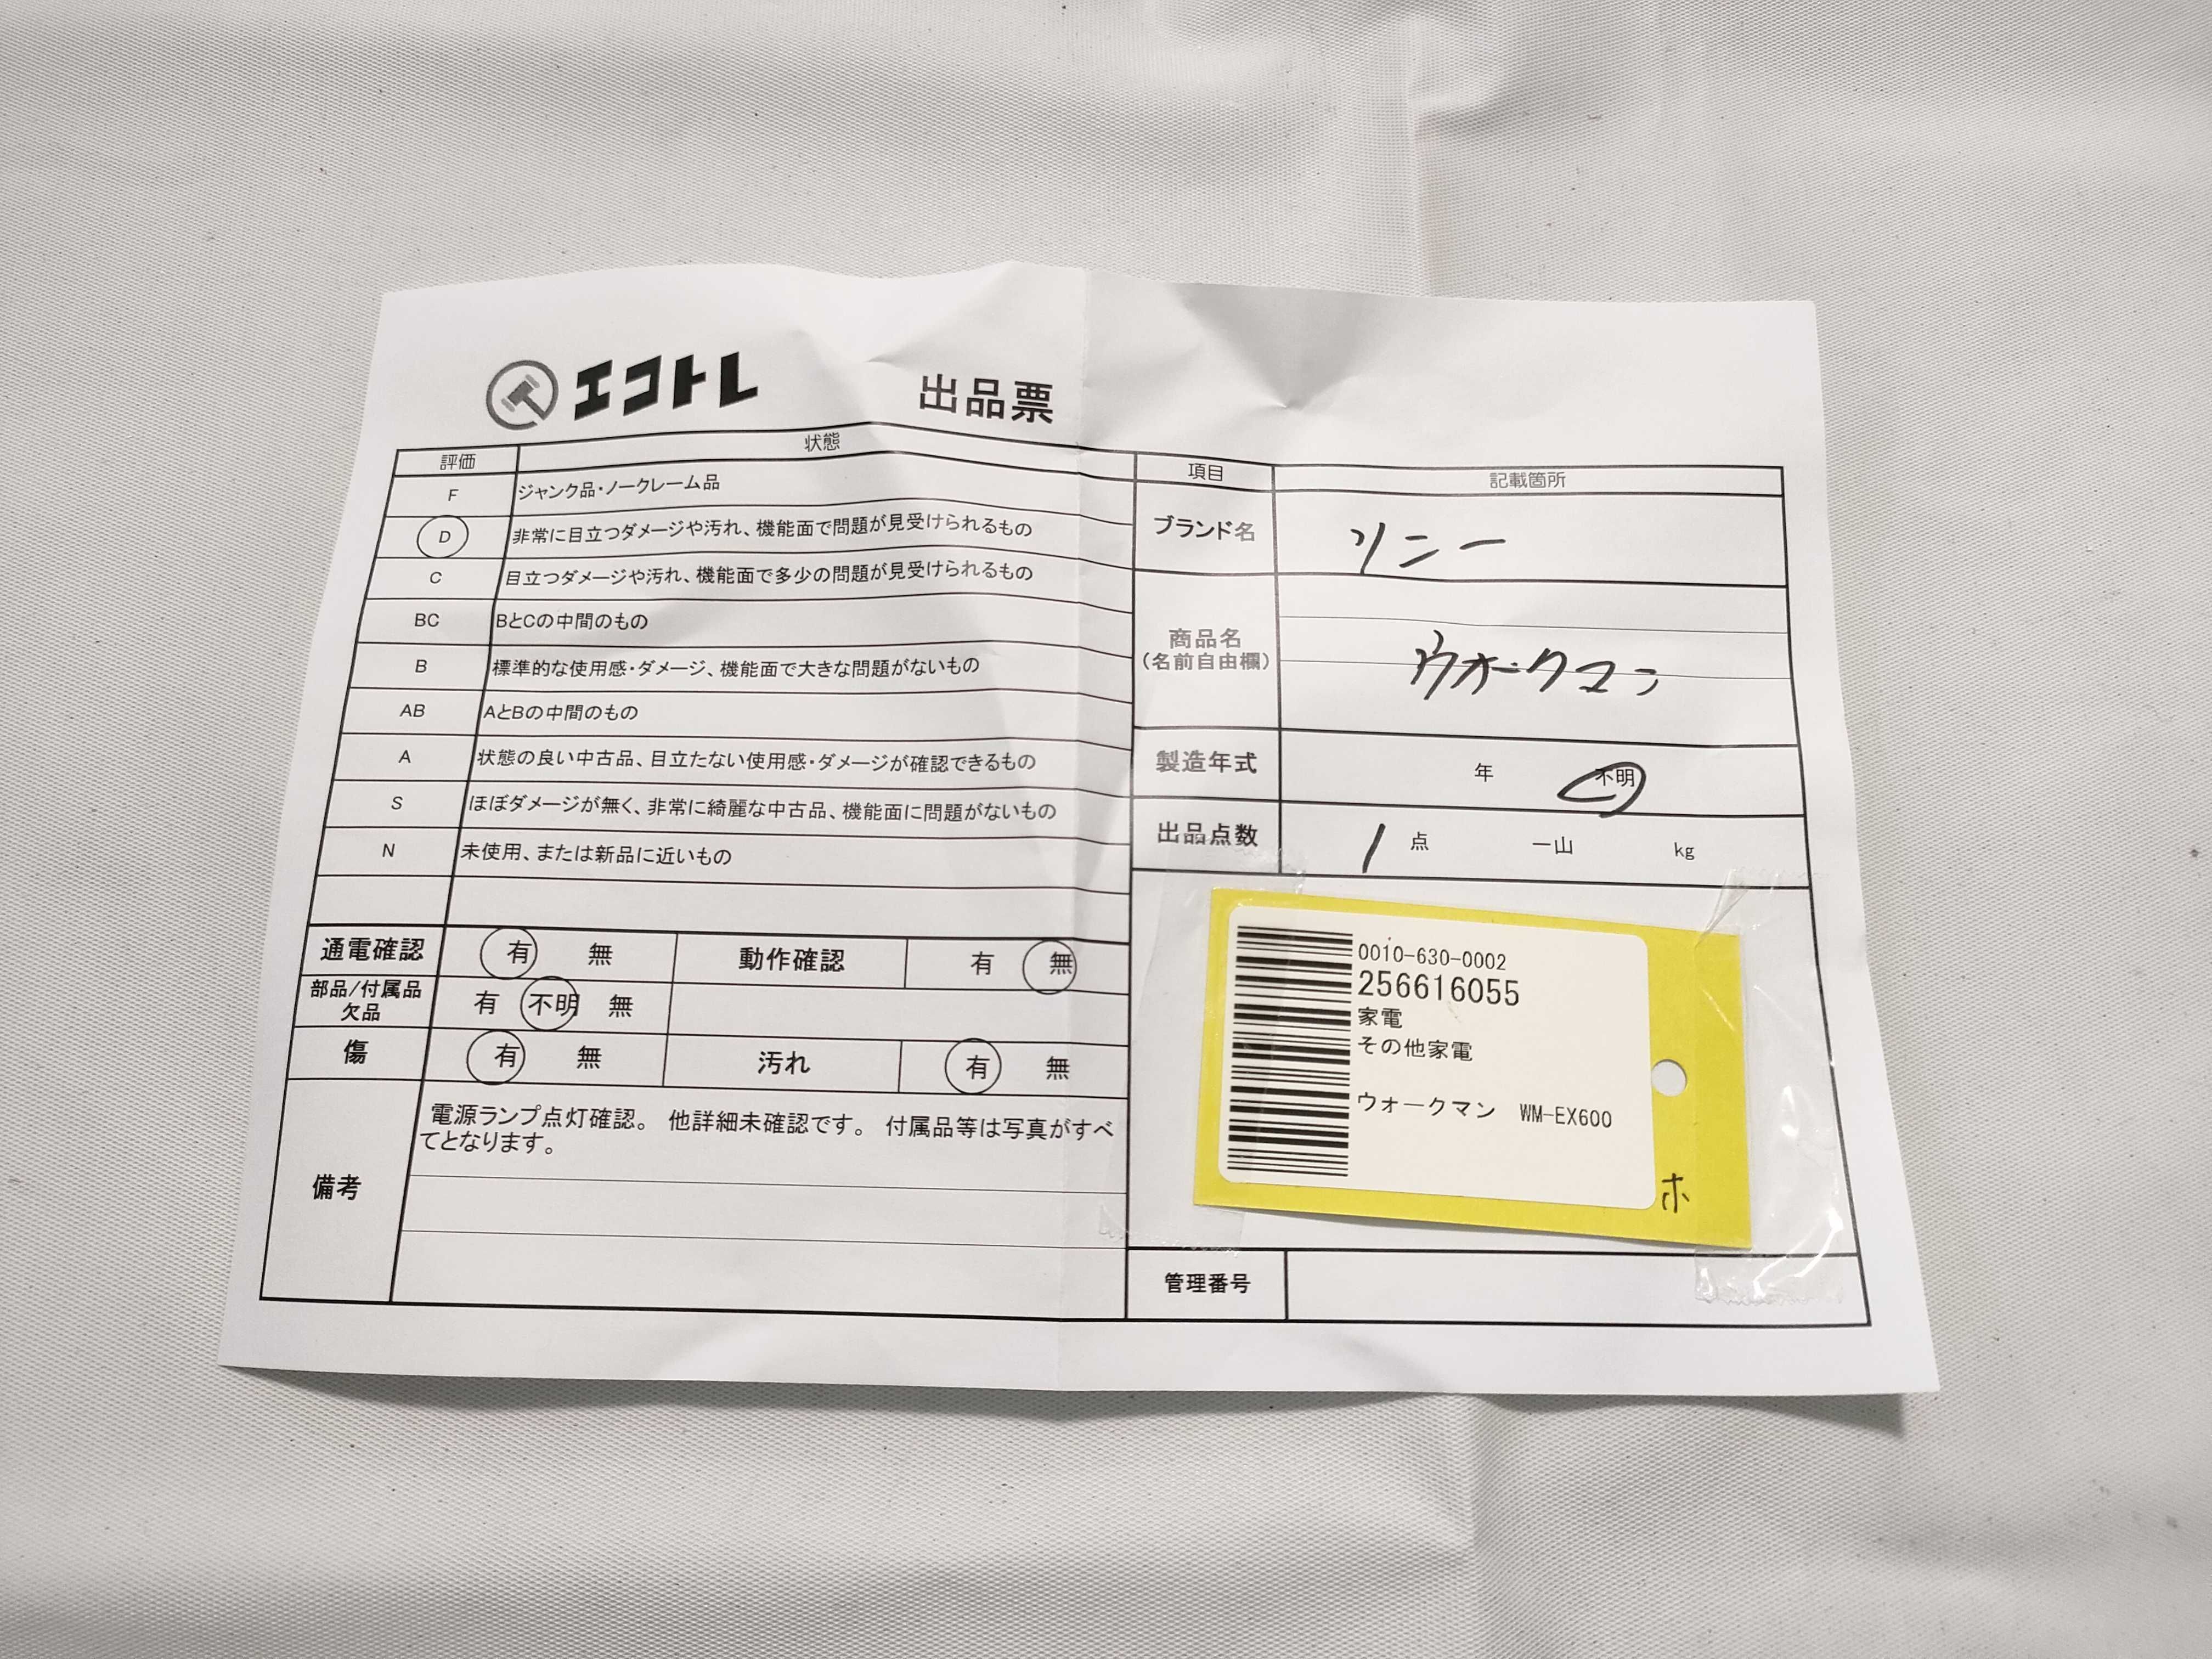 エコトレ
出品票
評価 状態
F ジャンク品・ノークレーム品
D 非常に目立つダメージや汚れ、機能面で問題が見受けられるもの
C 目立つダメージや汚れ、機能面で多少の問題が見受けられるもの
BC BとCの中間のもの
B 標準的な使用感・ダメージ、機能面で大きな問題がないもの
AB AとBの中間のもの
A 状態の良い中古品、目立たない使用感・ダメージが確認できるもの
S ほぼダメージが無く、非常に綺麗な中古品、機能面に問題がないもの
N 未使用、または新品に近いもの
通電確認 有 無 動作確認 有 無
部品/付属品
欠品
有 不明 無
傷 有 無 汚れ 有 無
備考
電源ランプ点灯確認。 他詳細未確認です。 付属品等は写真がすべ
てとなります。
項目 記載箇所
ブランド名 ソニー
商品名
(名前自由欄)
ウォークマン
製造年式 年 不明
出品点数 1 点 一山 kg
0010-630-0002
256616055
家電
その他家電
ウォークマン WM-EX600
ホ
管理番号